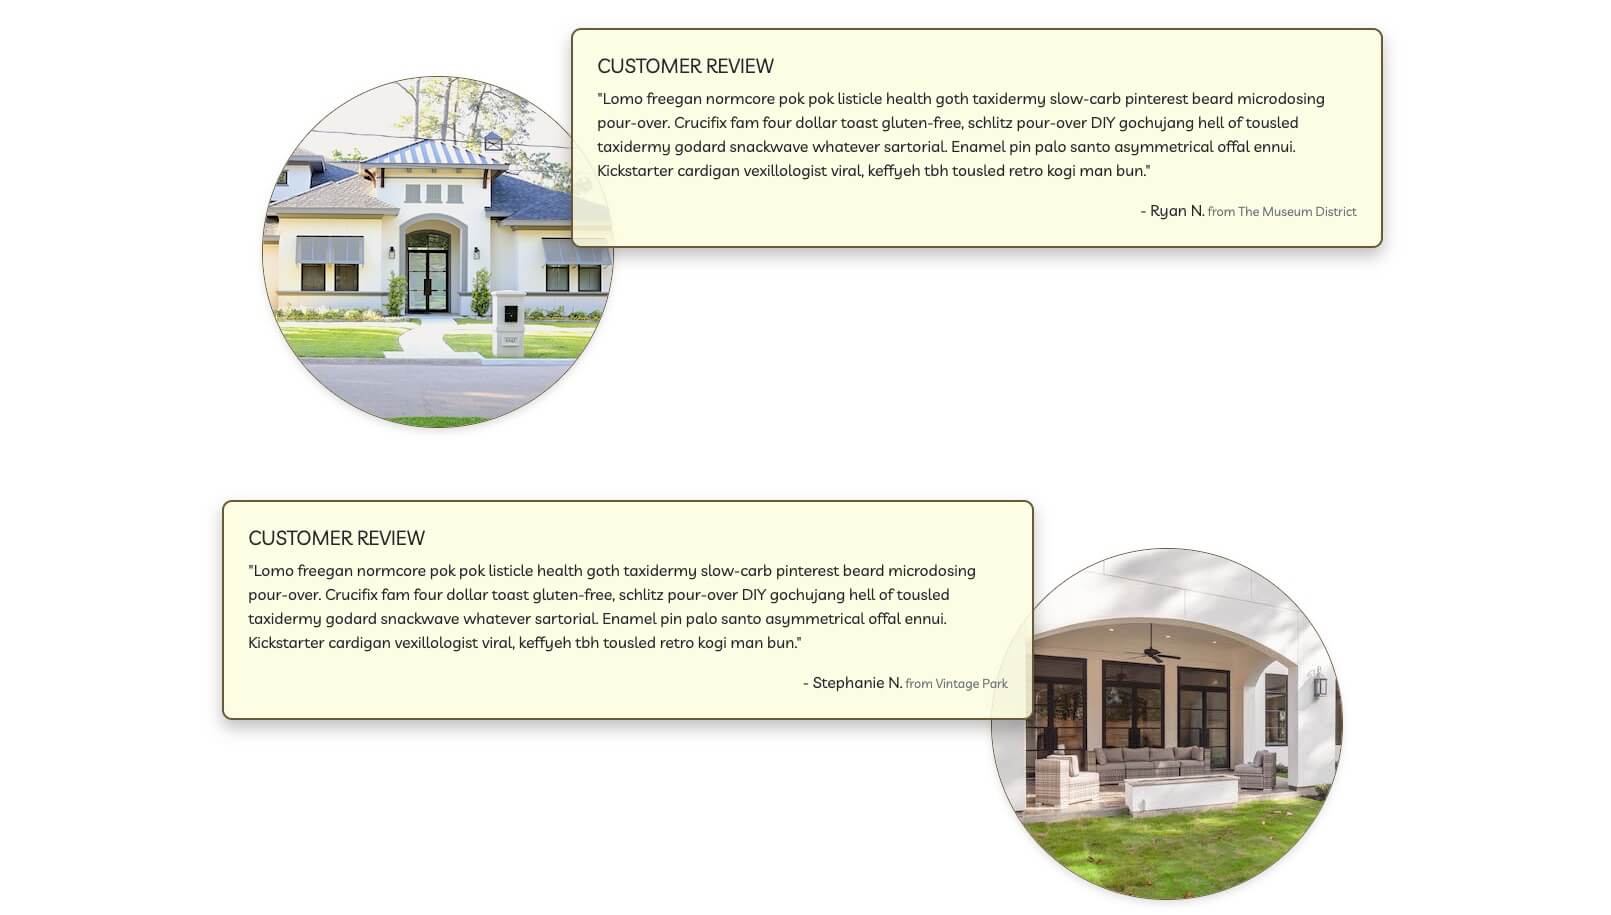 CUSTOMER REVIEW
"Lomo freegan normcore pok pok listicle health goth taxidermy slow-carb pinterest beard microdosing
pour-over. Crucifix fam four dollar toast gluten-free, schlitz pour-over DIY gochujang hell of tousled
taxidermy godard snackwave whatever sartorial. Enamel pin palo santo asymmetrical offal ennui.
Kickstarter cardigan vexillologist viral, keffyeh tbh tousled retro kogi man bun."
- Ryan N. from The Museum District
CUSTOMER REVIEW
"Lomo freegan normcore pok pok listicle health goth taxidermy slow-carb pinterest beard microdosing
pour-over. Crucifix fam four dollar toast gluten-free, schlitz pour-over DIY gochujang hell of tousled
taxidermy godard snackwave whatever sartorial. Enamel pin palo santo asymmetrical offal ennui.
Kickstarter cardigan vexillologist viral, keffyeh tbh tousled retro kogi man bun."
- Stephanie N. from Vintage Park